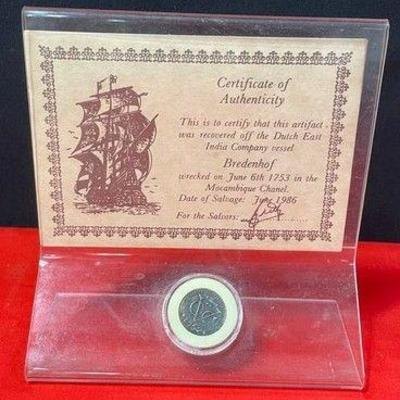 Certificate of
Authenticity
This is to certify that this artifact
was recovered off the Dutch East
India Company vessel
Bredenhof
wrecked on June 6th 1753 in the
Mocambique Chanel.
Date of Salvage: June 1986
For the Salvors: